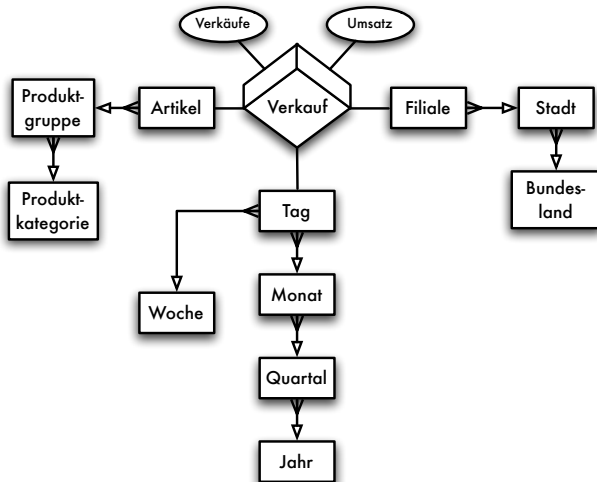 Verkäufe
Umsatz
Produkt-
gruppe
Artikel
Verkauf
Filiale
Stadt
Produkt-
kategorie
Bundes-
land
Tag
Woche
Monat
Quartal
Jahr